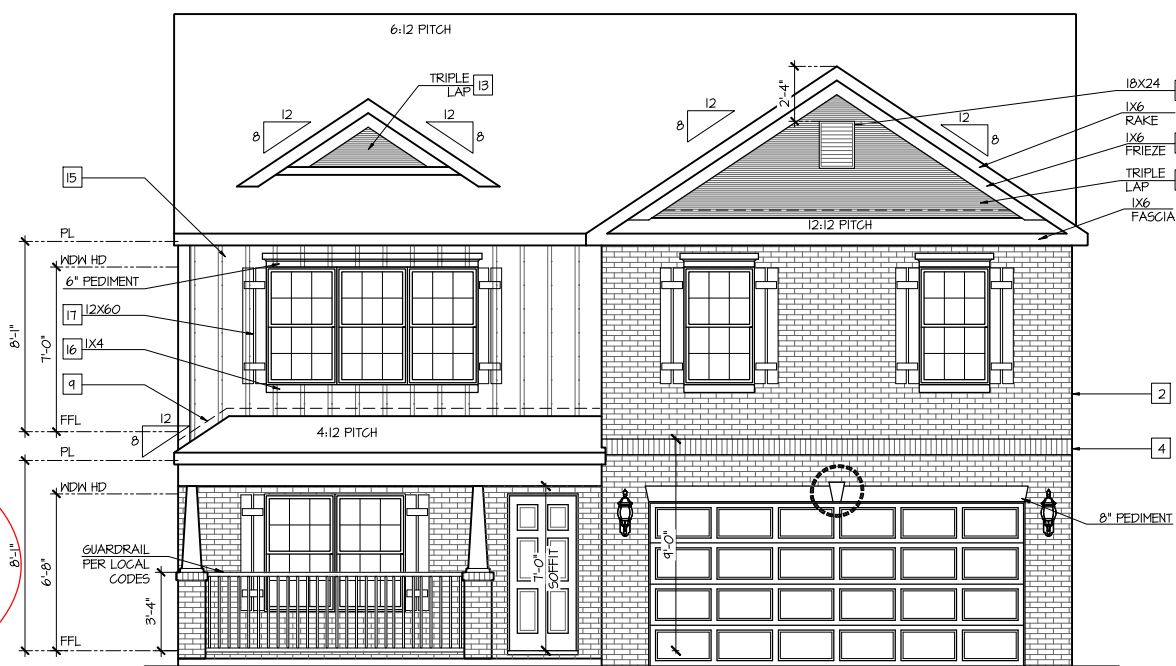 6:12 PITCH
TRIPLE
LAP
13
12
8
12
8
2'-4"
12
8
12
8
18X24
1X6
RAKE
1X6
FRIEZE
TRIPLE
LAP
1X6
FASCIA
12:12 PITCH
15
PL
WDW HD
6" PEDIMENT
17
12X60
16
1X4
9
8'-1"
7'-0"
FFL
12
8
4:12 PITCH
2
4
PL
WDW HD
8'-1"
6'-8"
GUARDRAIL
PER LOCAL
CODES
3'-4"
7'-0"
SOFFIT
9'-0"
8" PEDIMENT
FFL